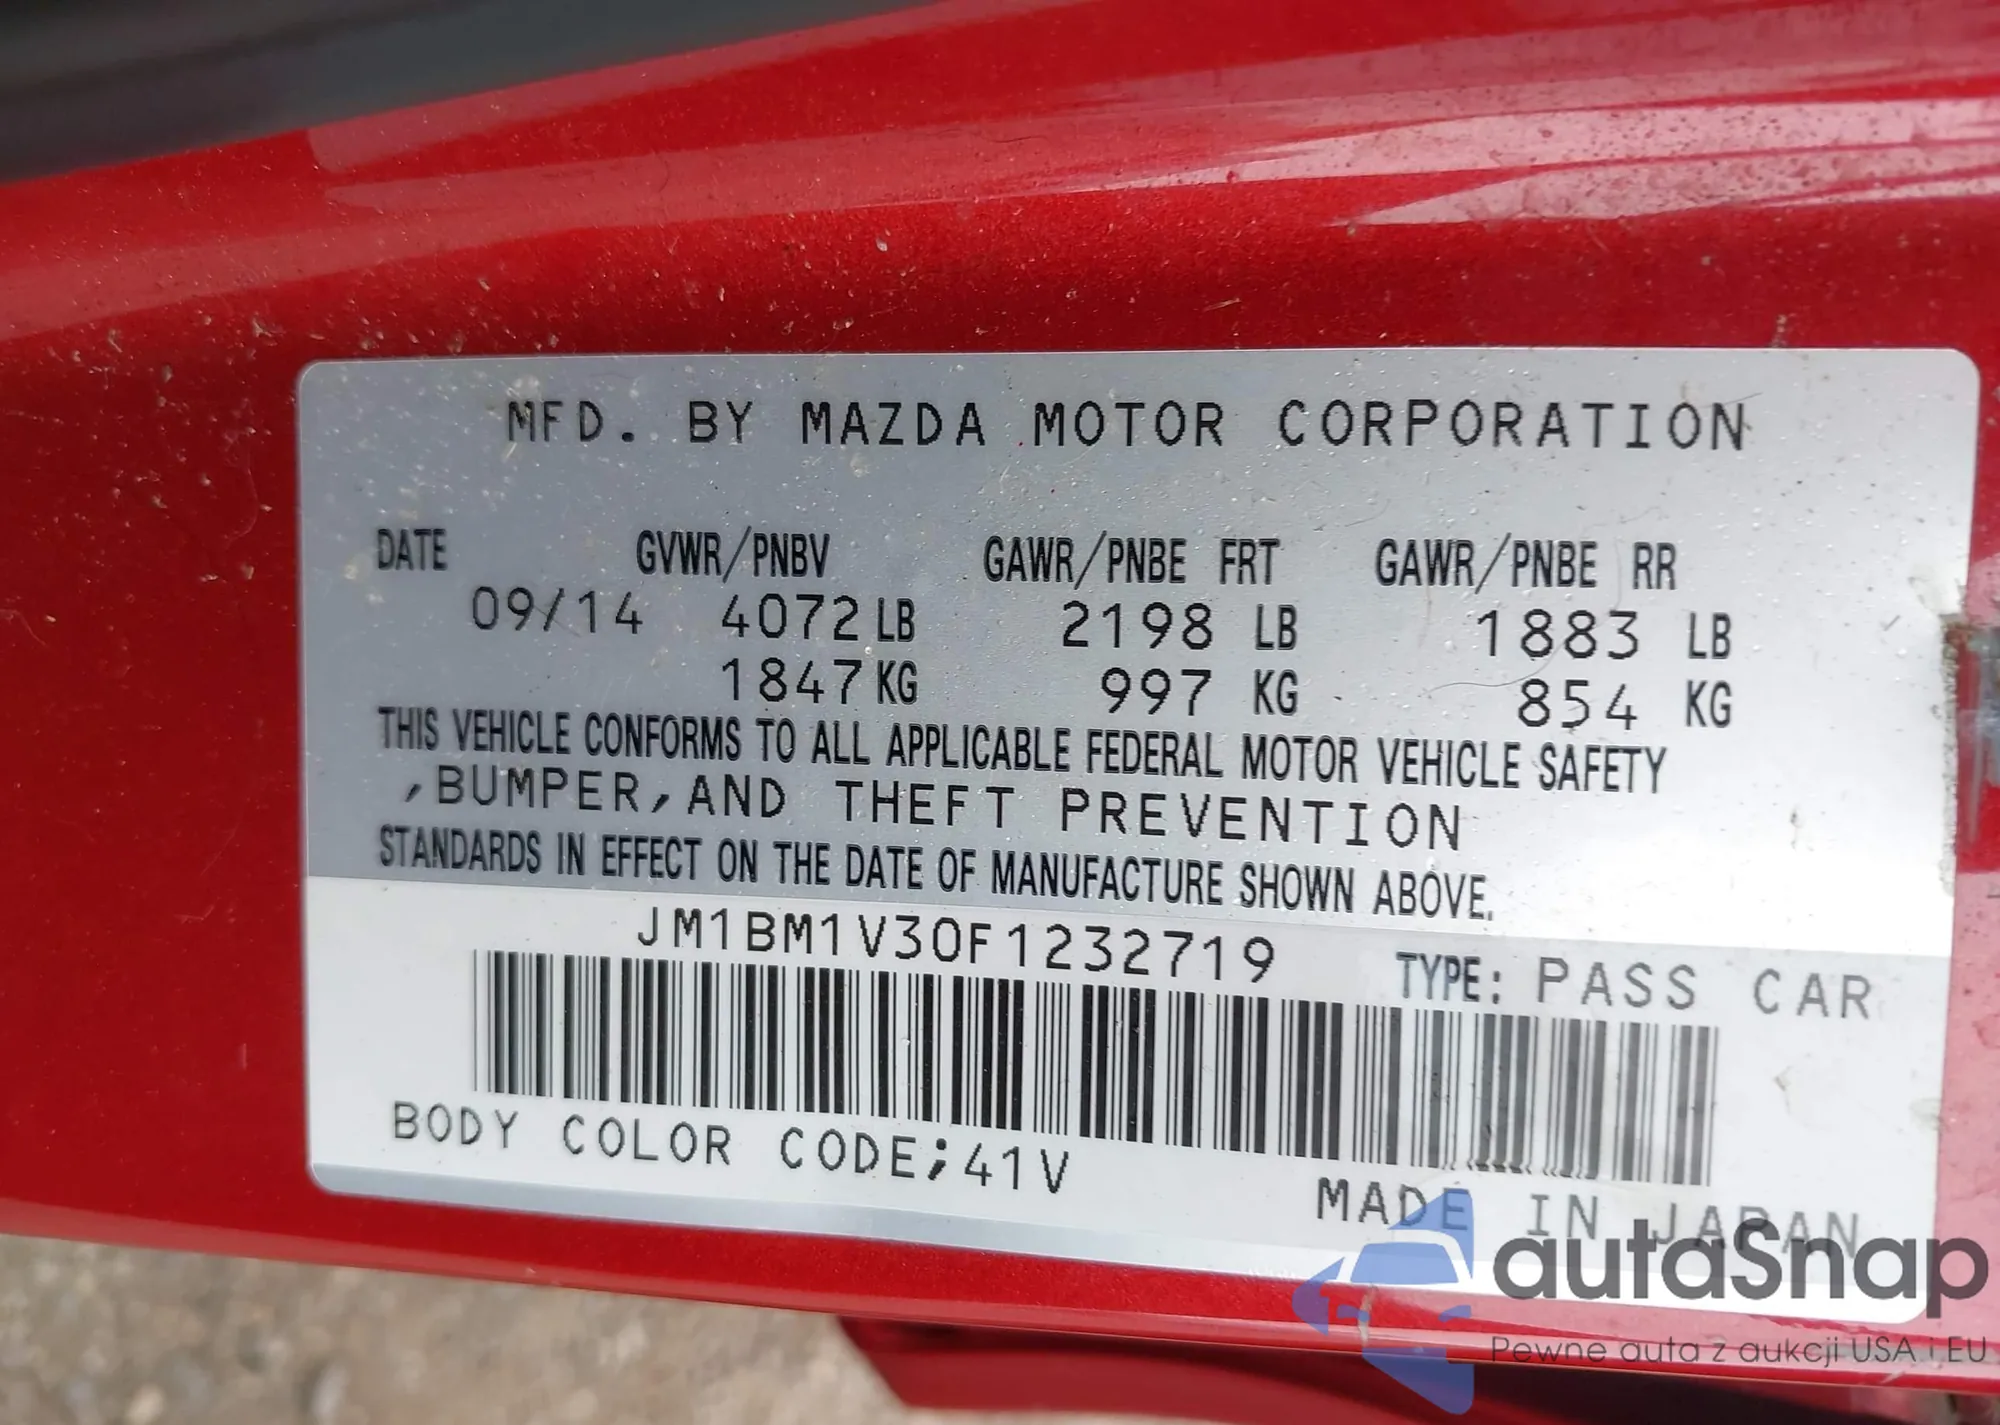 MFD. BY MAZDA MOTOR CORPORATION
DATE GVWR/PNBV GAWR/PNBE FRT GAWR/PNBE RR
09/14 4072 LB 2198 LB 1883 LB
1847 KG 997 KG 854 KG
THIS VEHICLE CONFORMS TO ALL APPLICABLE FEDERAL MOTOR VEHICLE SAFETY
,BUMPER,AND THEFT PREVENTION
STANDARDS IN EFFECT ON THE DATE OF MANUFACTURE SHOWN ABOVE.
JM1BM1V30F1232719
TYPE: PASS CAR
BODY COLOR CODE;41V
MADE IN JAPAN
autaSnap
Pewne auta z aukcji USA i EU